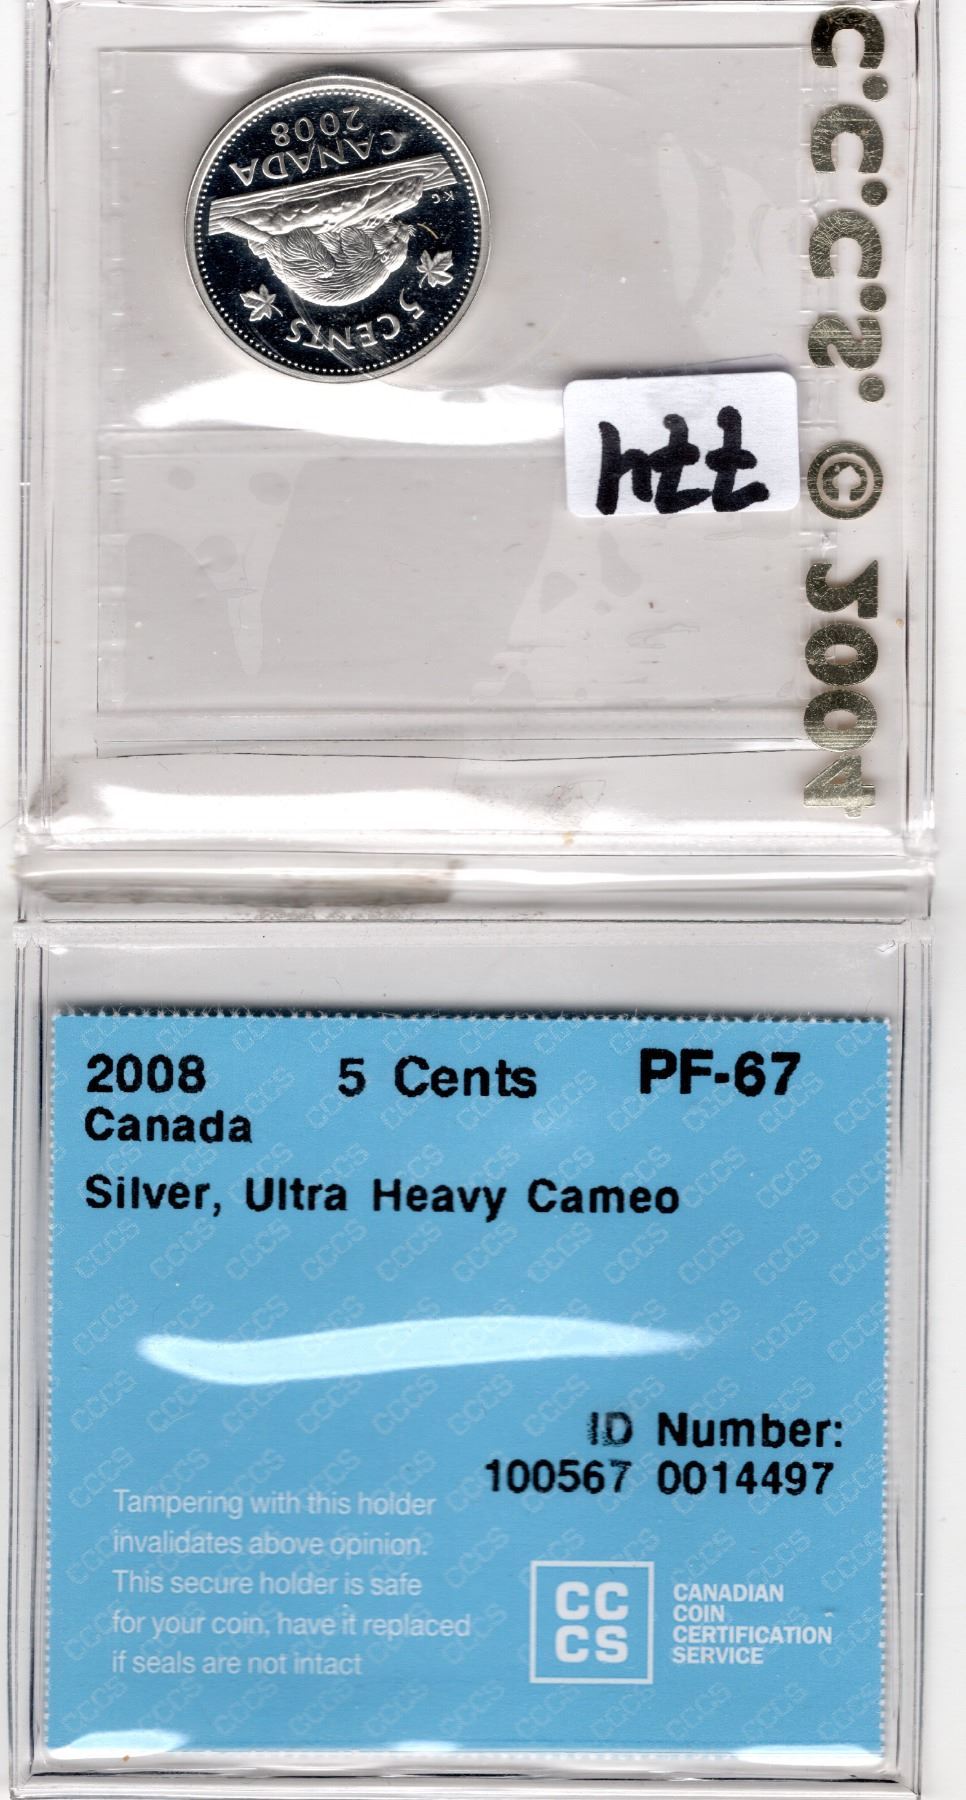 5 CENTS
KG
CANADA
2008
774
C.C.C.S. © 2004
2008 5 Cents PF-67
Canada
Silver, Ultra Heavy Cameo
ID Number:
100567 0014497
Tampering with this holder
invalidates above opinion.
This secure holder is safe
for your coin, have it replaced
if seals are not intact
CC
CS
CANADIAN
COIN
CERTIFICATION
SERVICE